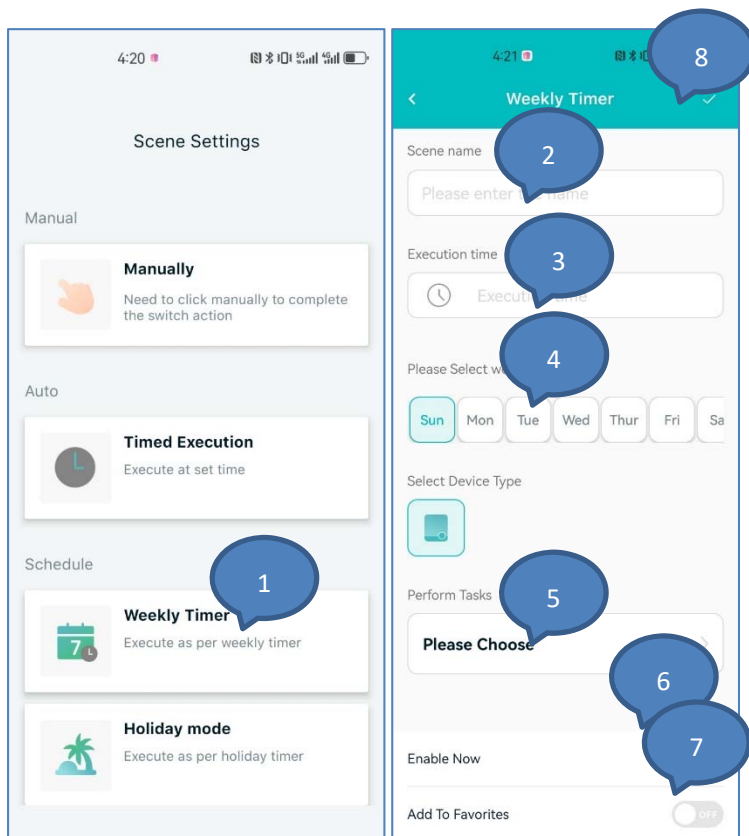 4:20
5G
4G
Scene Settings
Manual
Manually
Need to click manually to complete
the switch action
Auto
Timed Execution
Execute at set time
Schedule
1
Weekly Timer
7
Execute as per weekly timer
Holiday mode
Execute as per holiday timer
4:21
8
Weekly Timer
Scene name
2
Please enter name
Execution time
3
Execution
4
Please Select
Sun Mon Tue Wed Thur Fri Sa
Select Device Type
Perform Tasks
5
Please Choose
6
7
Enable Now
Add To Favorites
OFF